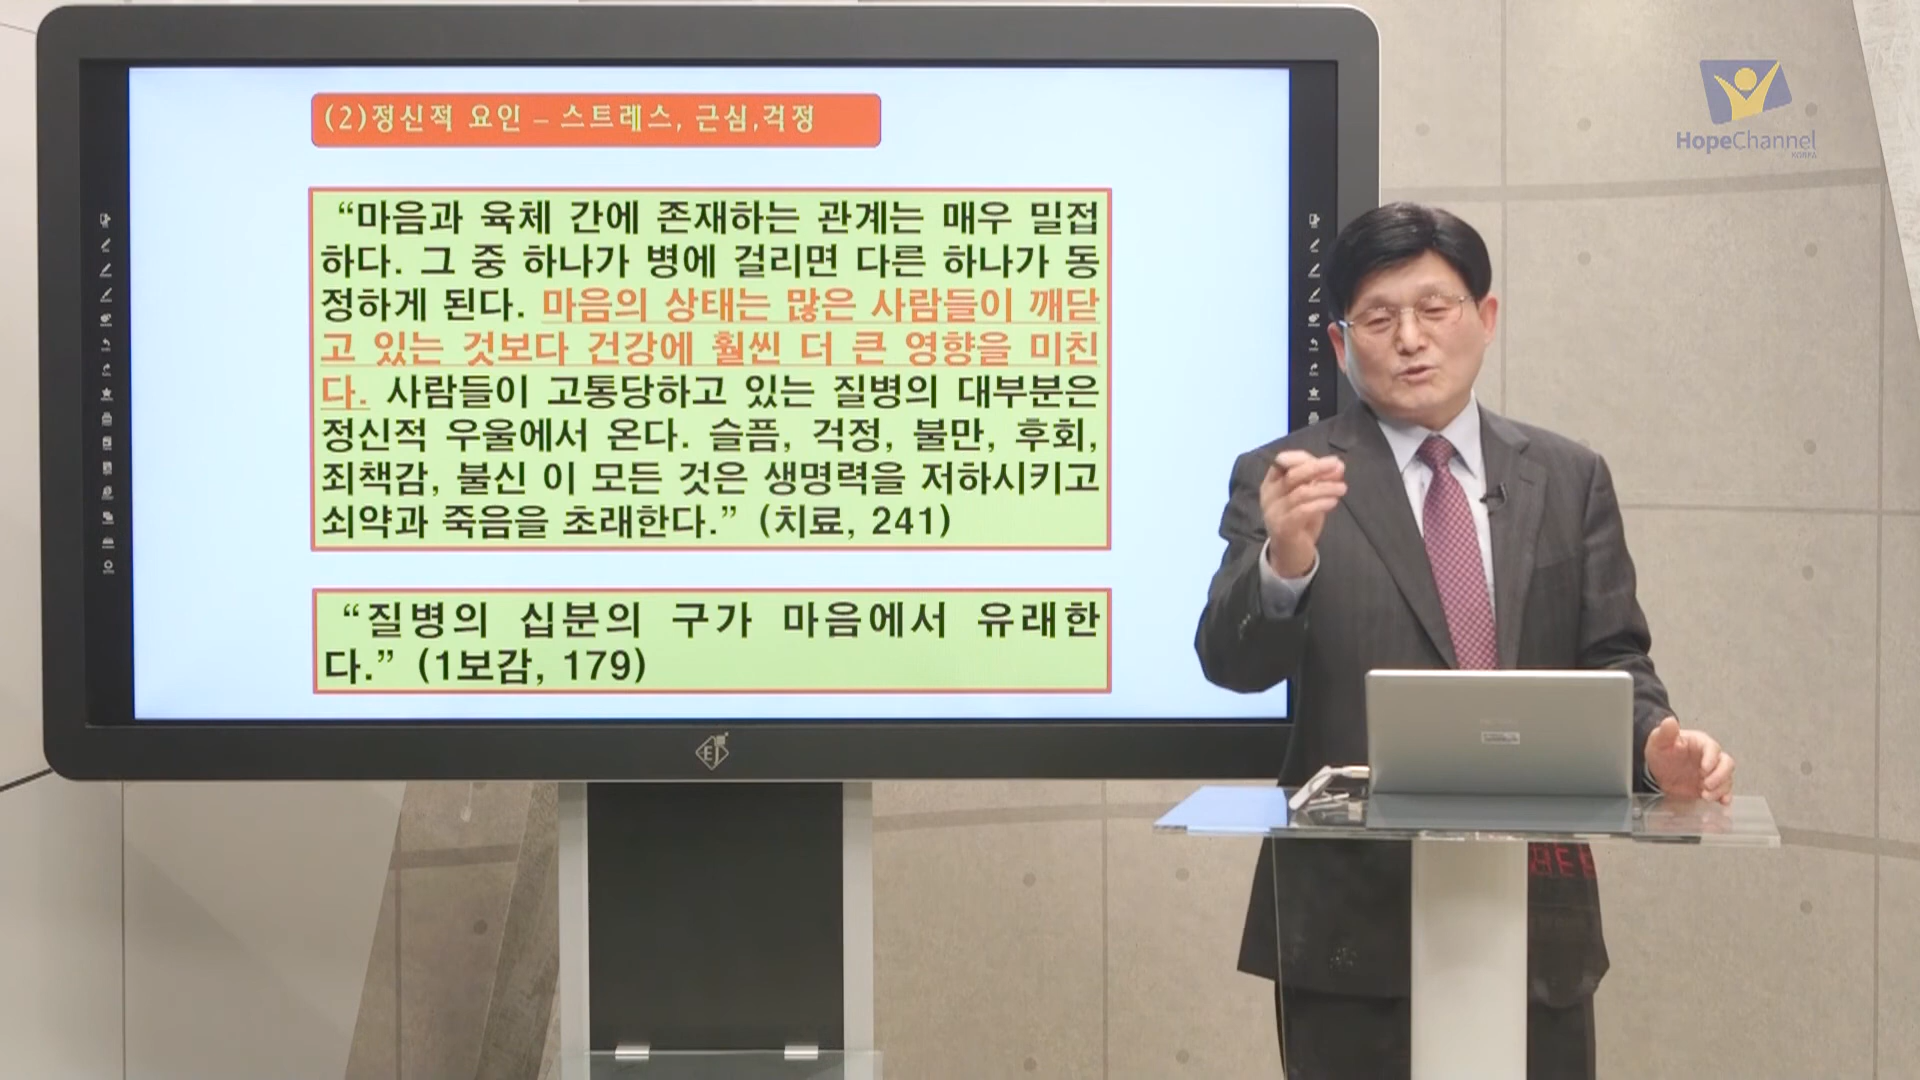 (2)정신적 요인 – 스트레스, 근심,걱정
“마음과 육체 간에 존재하는 관계는 매우 밀접
하다. 그 중 하나가 병에 걸리면 다른 하나가 동
정하게 된다. 마음의 상태는 많은 사람들이 깨닫
고 있는 것보다 건강에 훨씬 더 큰 영향을 미친
다. 사람들이 고통당하고 있는 질병의 대부분은
정신적 우울에서 온다. 슬픔, 걱정, 불만, 후회,
죄책감, 불신 이 모든 것은 생명력을 저하시키고
쇠약과 죽음을 초래한다.” (치료, 241)
“질병의 십분의 구가 마음에서 유래한
다.” (1보감, 179)
HopeChannel
KOREA
EJ